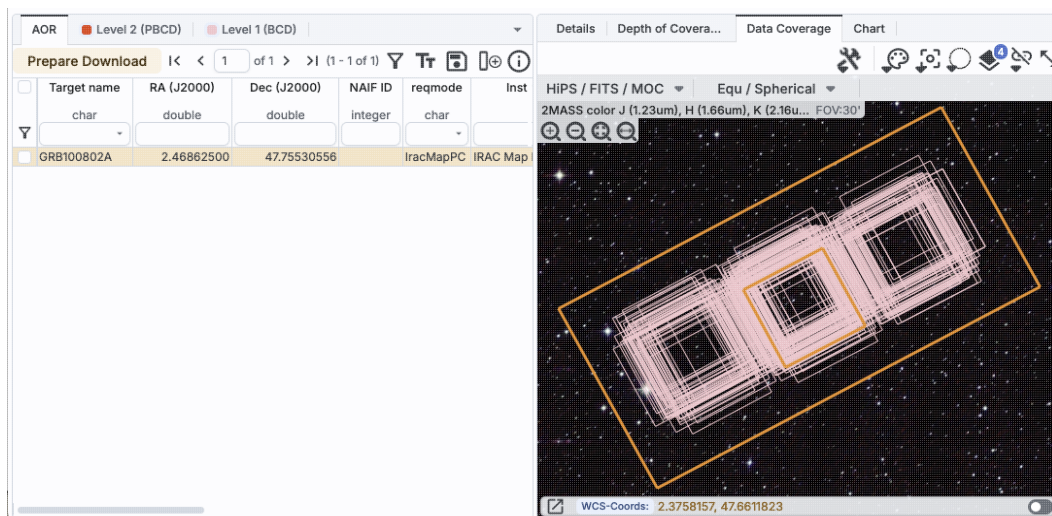 AOR Level 2 (PBCD) Level 1 (BCD)
Prepare Download 1 of 1 (1 - 1 of 1)
Target name RA (J2000) Dec (J2000) NAIF ID reqmode Inst
char double double integer char
GRB100802A 2.46862500 47.75530556 IracMapPC IRAC Map
Details Depth of Covera... Data Coverage Chart
4
HiPS / FITS / MOC Equ / Spherical
2MASS color J (1.23um), H (1.66um), K (2.16u... FOV:30'
WCS-Coords: 2.3758157, 47.6611823